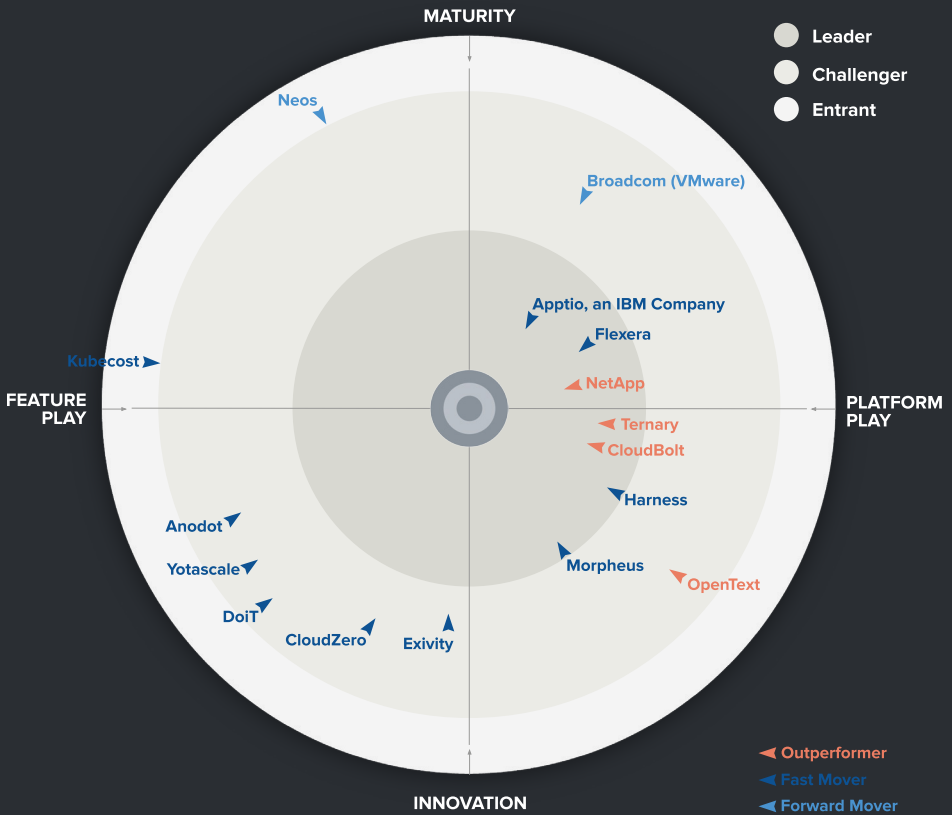 MATURITY
Leader
Challenger
Entrant
Neos
Broadcom (VMware)
Apptio, an IBM Company
Flexera
Kubecost
NetApp
FEATURE
PLAY
PLATFORM
PLAY
Ternary
CloudBolt
Harness
Anodot
Morpheus
Yotascale
OpenText
DoiT
CloudZero
Exivity
Outperformer
Fast Mover
INNOVATION
Forward Mover